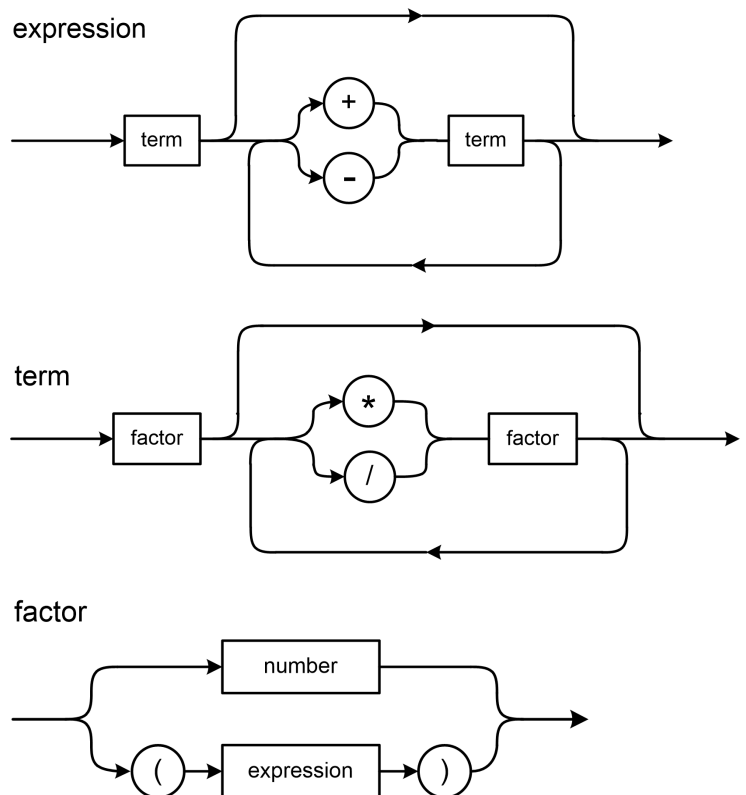 expression
+
term
term
-
term
*
factor
factor
/
factor
number
( expression )